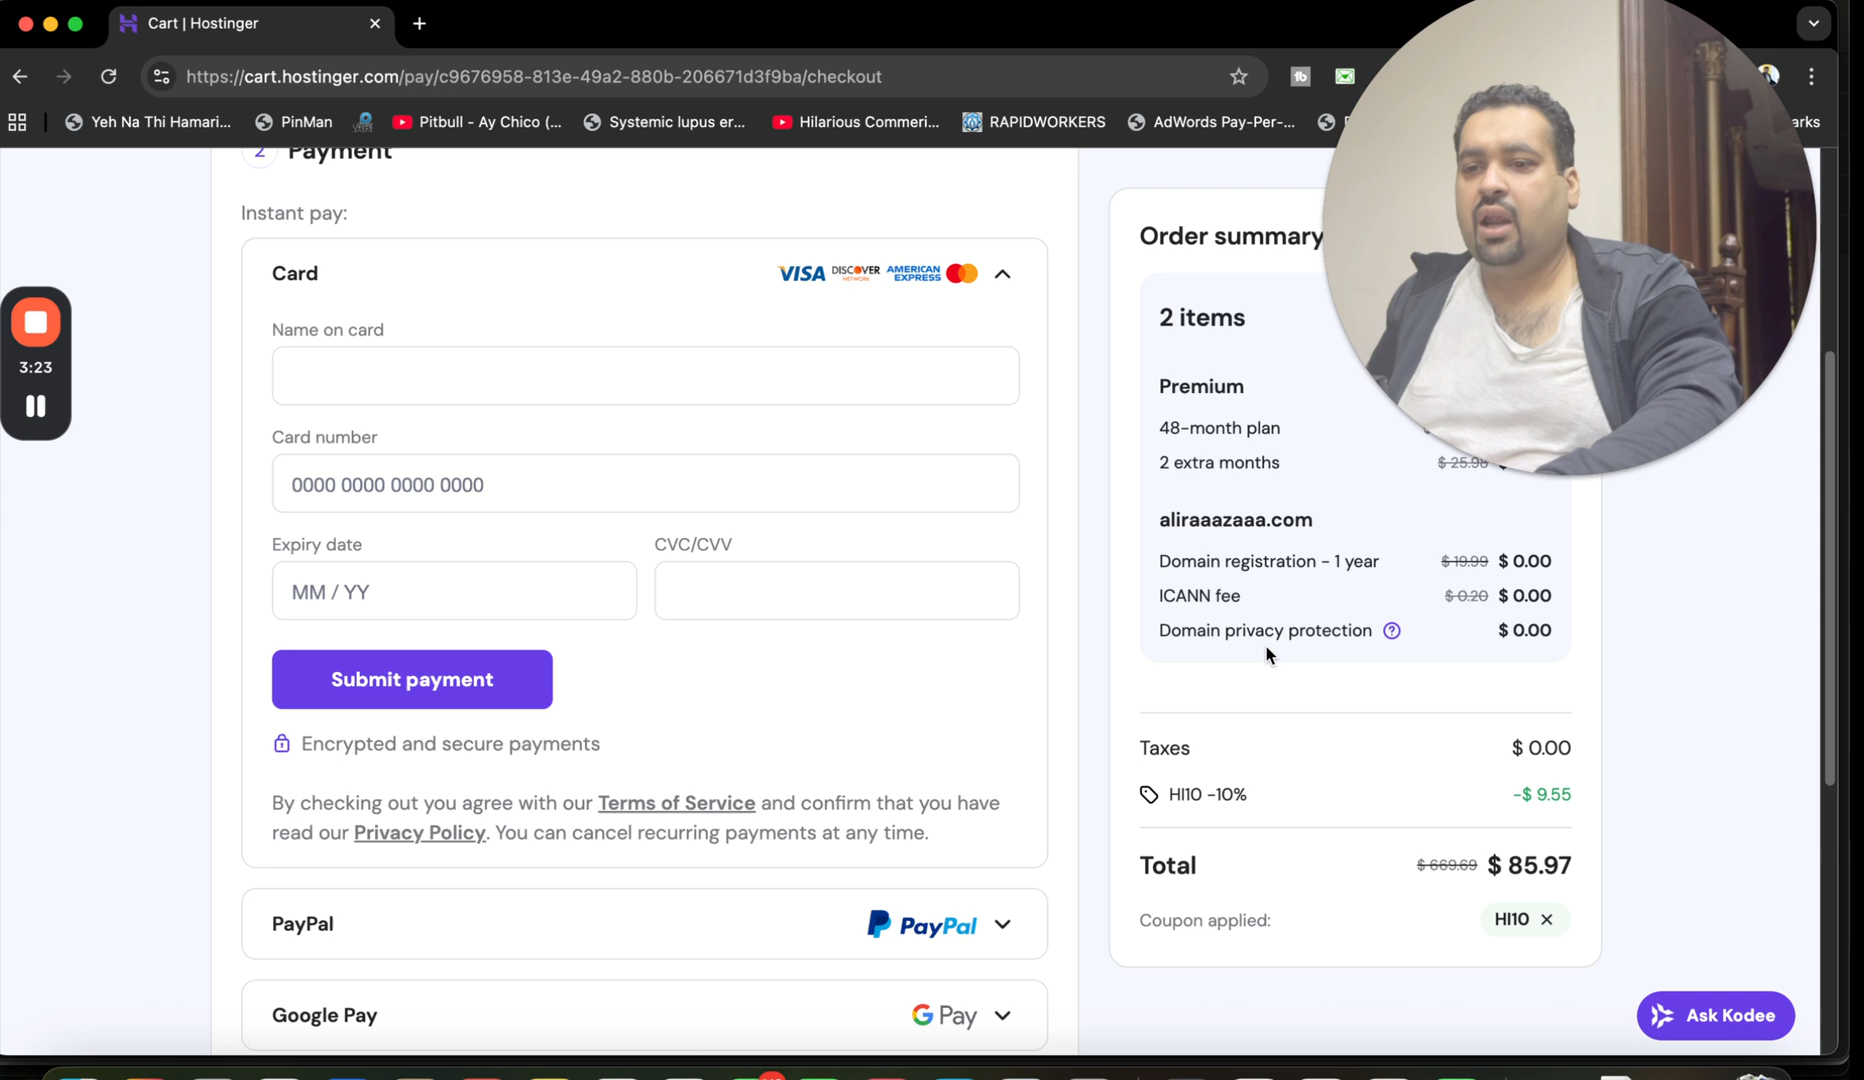 Cart | Hostinger
https://cart.hostinger.com/pay/c9676958-813e-49a2-880b-206671d3f9ba/checkout
Yeh Na Thi Hamari...
PinMan
Pitbull - Ay Chico (...
Systemic lupus er...
Hilarious Commeri...
RAPIDWORKERS
AdWords Pay-Per-...
2 Payment
Instant pay:
Card
VISA DISCOVER NETWORK AMERICAN EXPRESS
Name on card
Card number
0000 0000 0000 0000
Expiry date
CVC/CVV
MM / YY
Submit payment
Encrypted and secure payments
By checking out you agree with our Terms of Service and confirm that you have
read our Privacy Policy. You can cancel recurring payments at any time.
PayPal
PayPal
Google Pay
G Pay
3:23
Order summary
2 items
Premium
48-month plan
2 extra months $ 25.98
aliraaazaaa.com
Domain registration - 1 year $ 19.99 $ 0.00
ICANN fee $ 0.20 $ 0.00
Domain privacy protection ? $ 0.00
Taxes $ 0.00
HI10 -10% -$ 9.55
Total $ 669.69 $ 85.97
Coupon applied: HI10
Ask Kodee